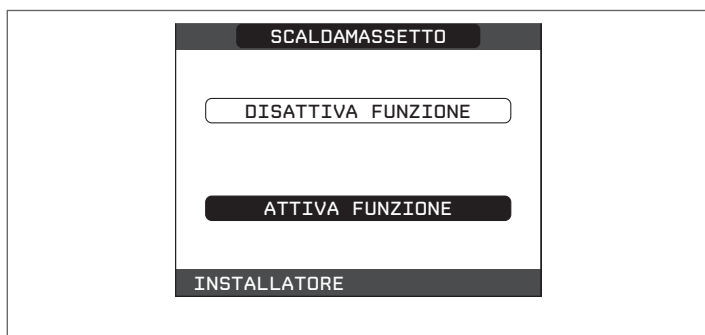 SCALDAMASSETTO
DISATTIVA FUNZIONE
ATTIVA FUNZIONE
INSTALLATORE